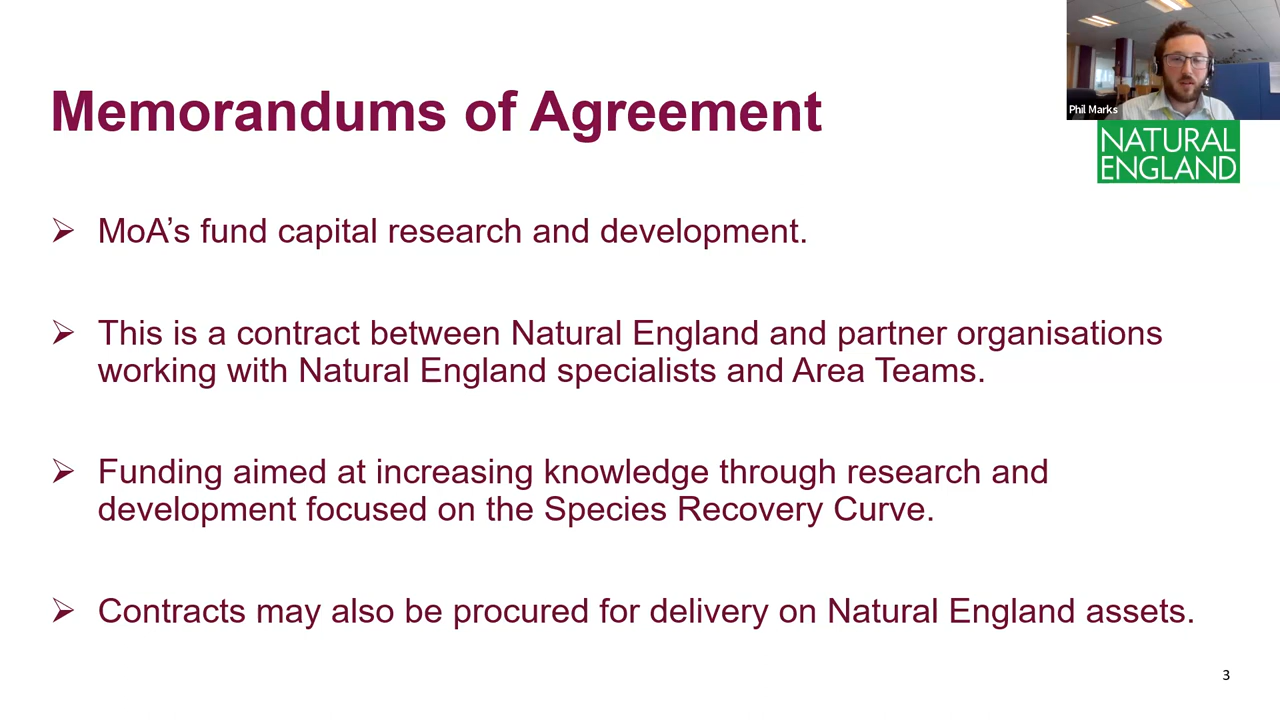 Memorandums of Agreement
Phil Marks
NATURAL
ENGLAND
➢ MoA’s fund capital research and development.
➢ This is a contract between Natural England and partner organisations
working with Natural England specialists and Area Teams.
➢ Funding aimed at increasing knowledge through research and
development focused on the Species Recovery Curve.
➢ Contracts may also be procured for delivery on Natural England assets.
3